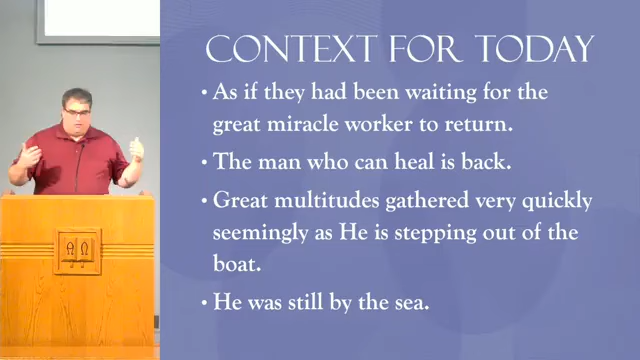 CONTEXT FOR TODAY
• As if they had been waiting for the
great miracle worker to return.
• The man who can heal is back.
• Great multitudes gathered very quickly
seemingly as He is stepping out of the
boat.
• He was still by the sea.